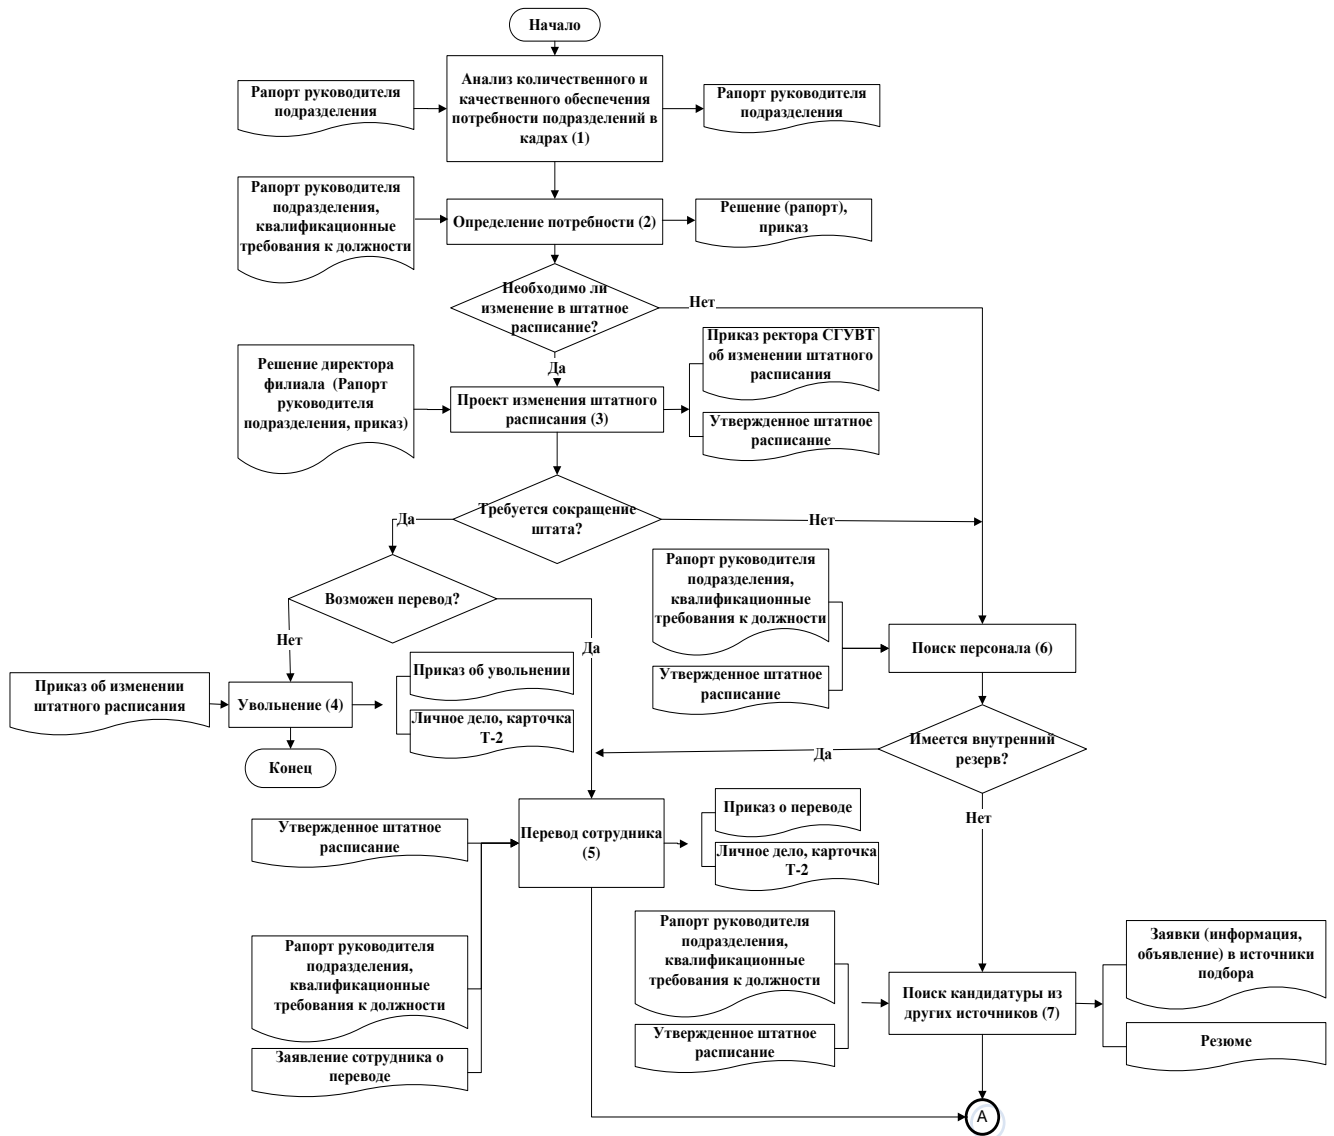 Начало
Рапорт руководителя
подразделения
Анализ количественного и
качественного обеспечения
потребности подразделений в
кадрах (1)
Рапорт руководителя
подразделения
Рапорт руководителя
подразделения,
квалификационные
требования к должности
Определение потребности (2)
Решение (рапорт),
приказ
Необходимо ли
изменение в штатное
расписание?
Нет
Да
Решение директора
филиала (Рапорт
руководителя
подразделения, приказ)
Проект изменения штатного
расписания (3)
Приказ ректора СГУВТ
об изменении штатного
расписания
Утвержденное штатное
расписание
Требуется сокращение
штата?
Да
Нет
Возможен перевод?
Нет
Да
Рапорт руководителя
подразделения,
квалификационные
требования к должности
Утвержденное штатное
расписание
Поиск персонала (6)
Приказ об изменении
штатного расписания
Увольнение (4)
Приказ об увольнении
Личное дело, карточка
Т-2
Конец
Имеется внутренний
резерв?
Да
Нет
Утвержденное штатное
расписание
Перевод сотрудника
(5)
Приказ о переводе
Личное дело, карточка
Т-2
Рапорт руководителя
подразделения,
квалификационные
требования к должности
Заявление сотрудника о
переводе
Рапорт руководителя
подразделения,
квалификационные
требования к должности
Утвержденное штатное
расписание
Поиск кандидатуры из
других источников (7)
Заявки (информация,
объявление) в источники
подбора
Резюме
А